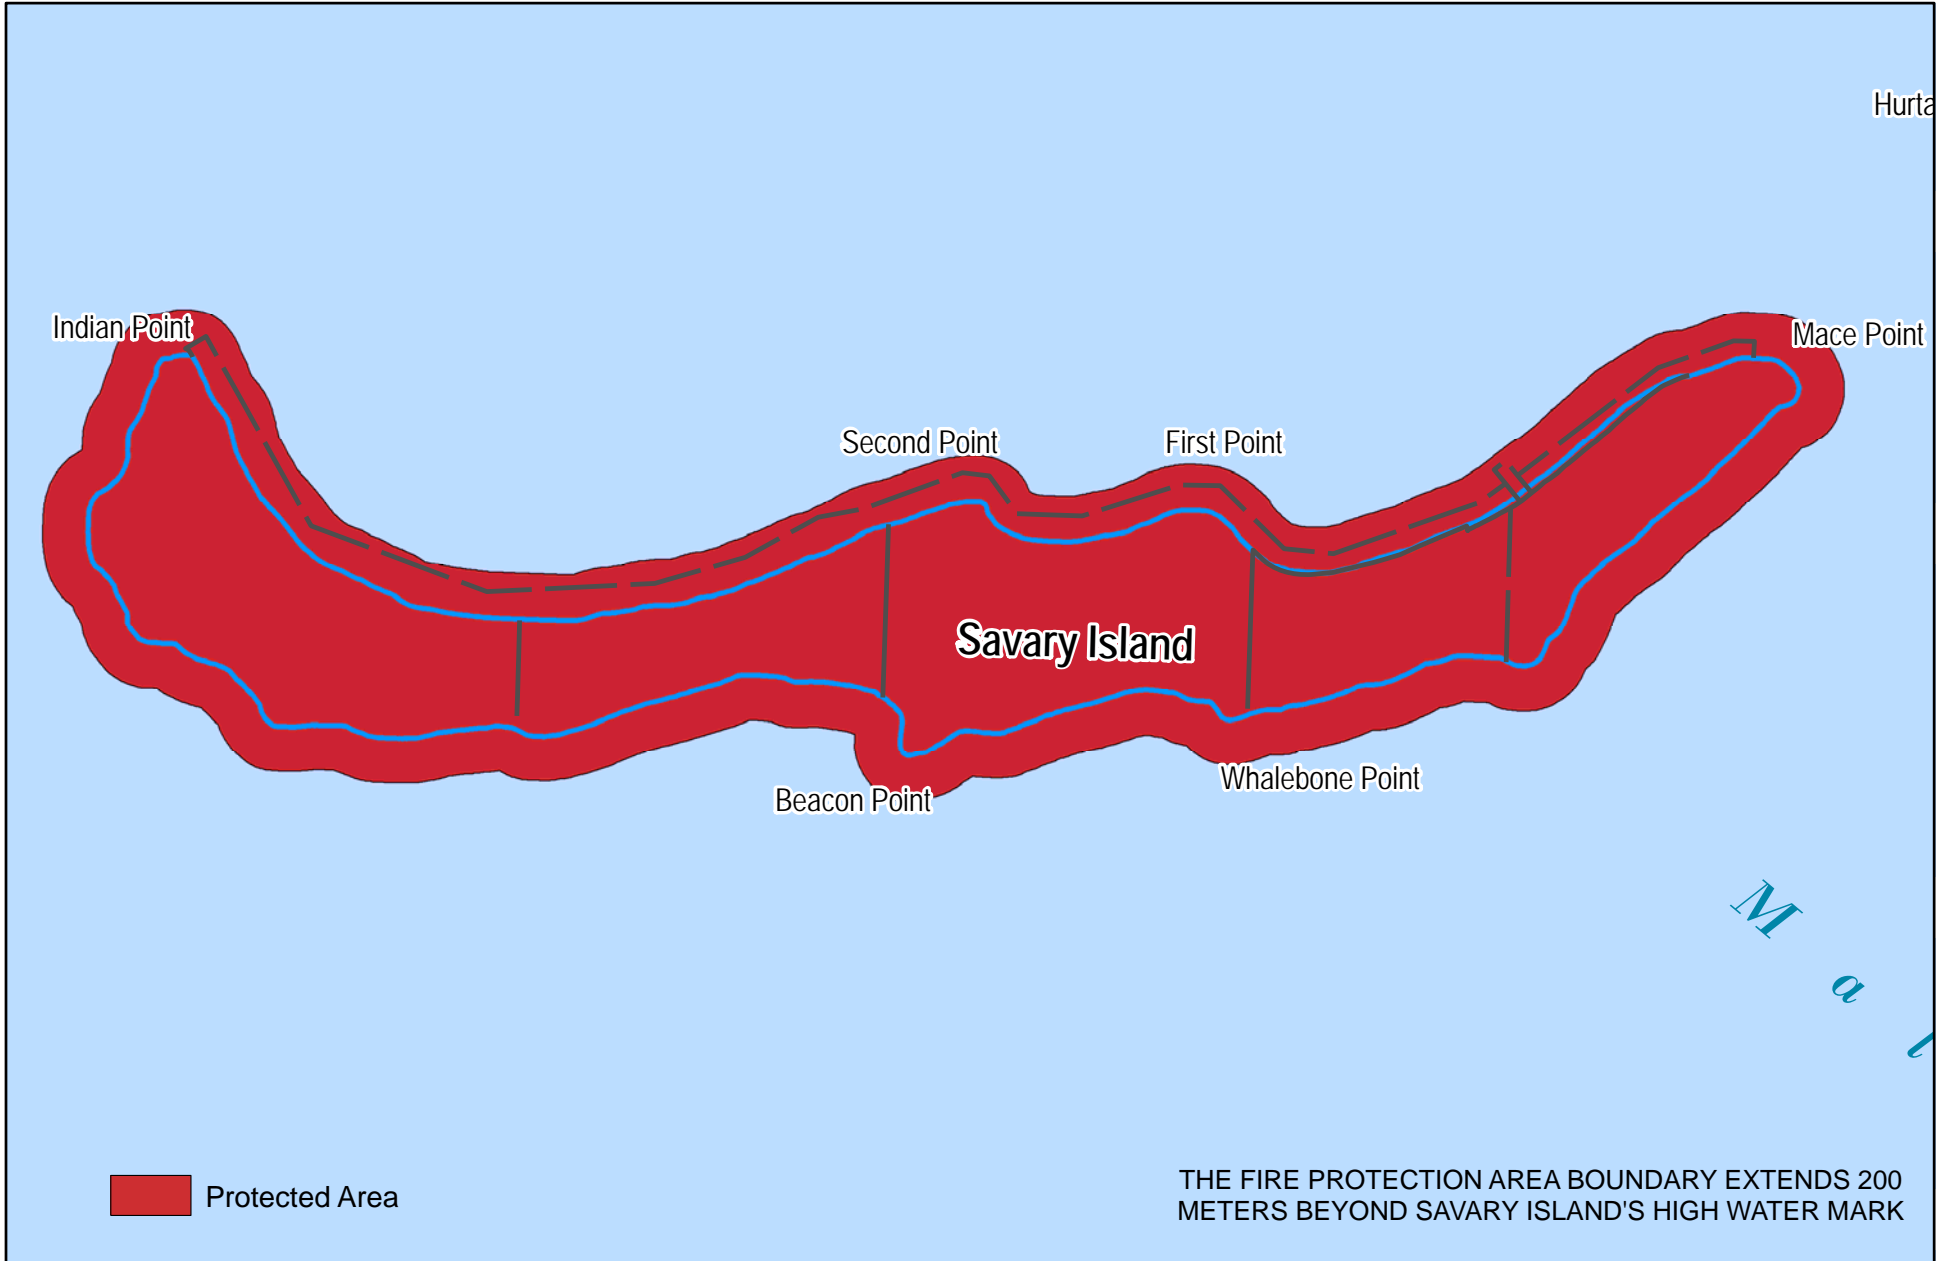 Hurta
Indian Point
Mace Point
Second Point
First Point
Savary Island
Whalebone Point
Beacon Point
M
a
l
Protected Area
THE FIRE PROTECTION AREA BOUNDARY EXTENDS 200
METERS BEYOND SAVARY ISLAND'S HIGH WATER MARK